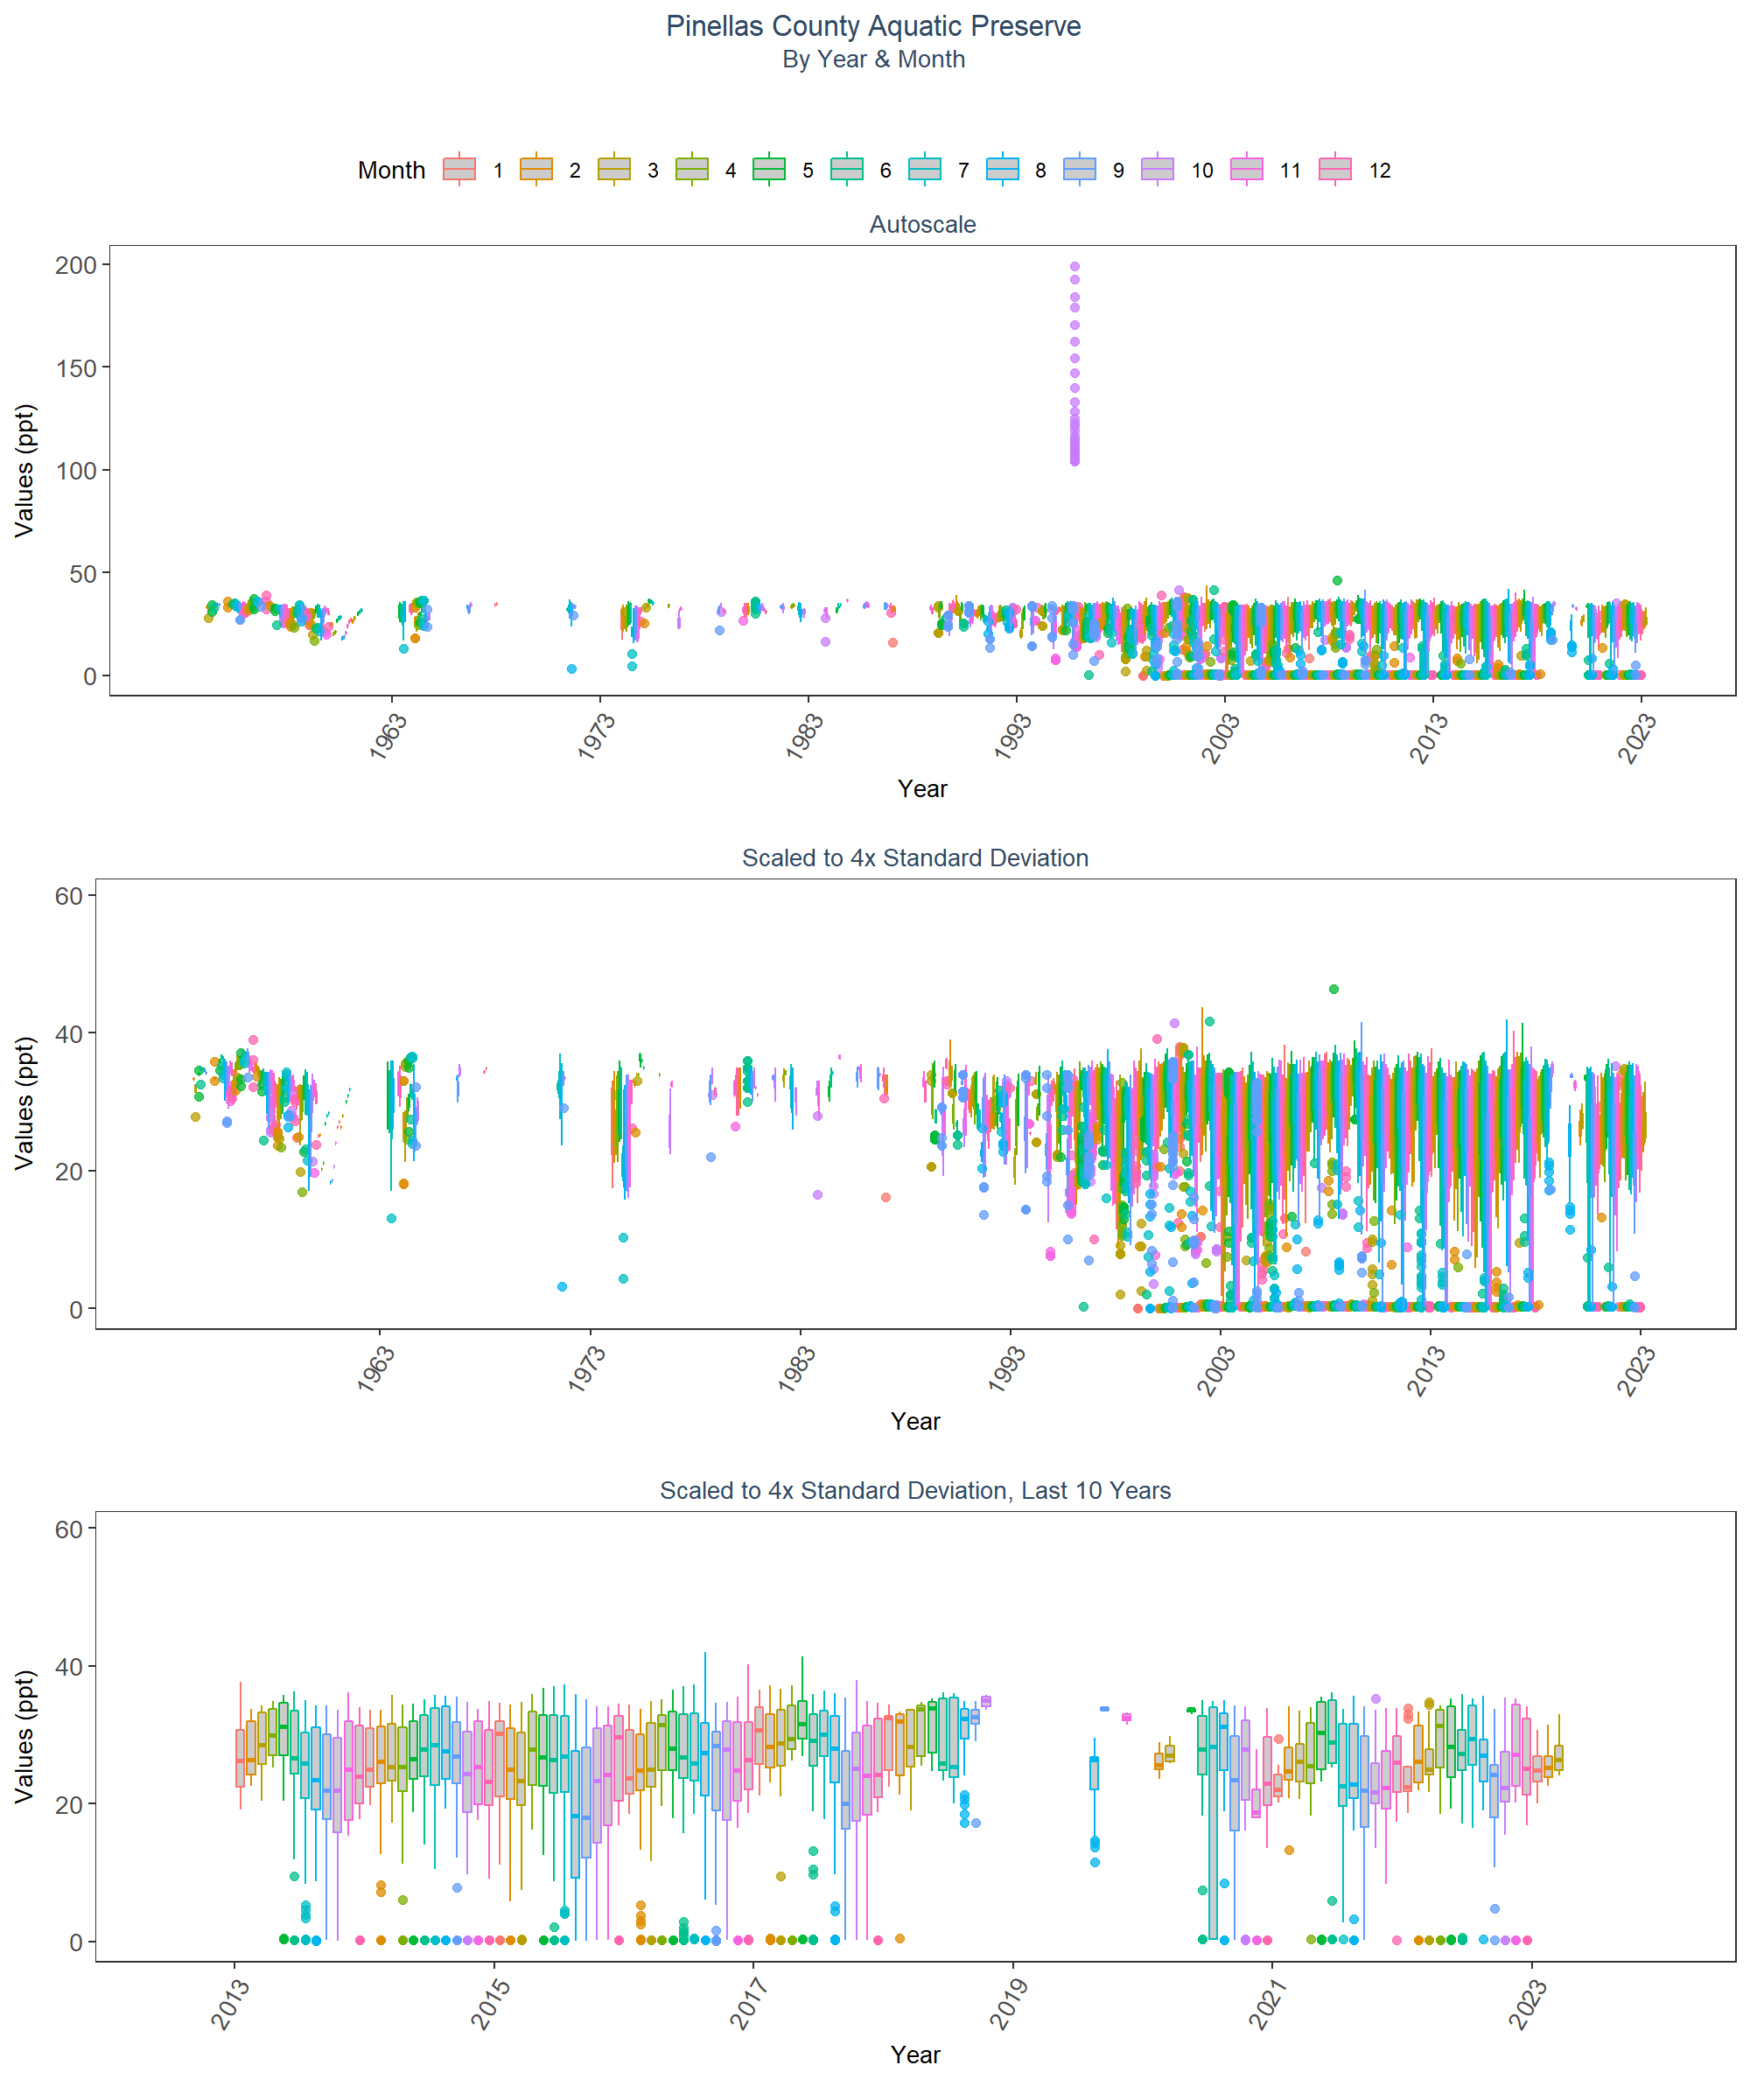 Pinellas County Aquatic Preserve
By Year & Month
Month 1 2 3 4 5 6 7 8 9 10 11 12
Autoscale
200
150
100
50
0
Values (ppt)
1963 1973 1983 1993 2003 2013 2023
Year
Scaled to 4x Standard Deviation
60
40
20
0
Values (ppt)
1963 1973 1983 1993 2003 2013 2023
Year
Scaled to 4x Standard Deviation, Last 10 Years
60
40
20
0
Values (ppt)
2013 2015 2017 2019 2021 2023
Year